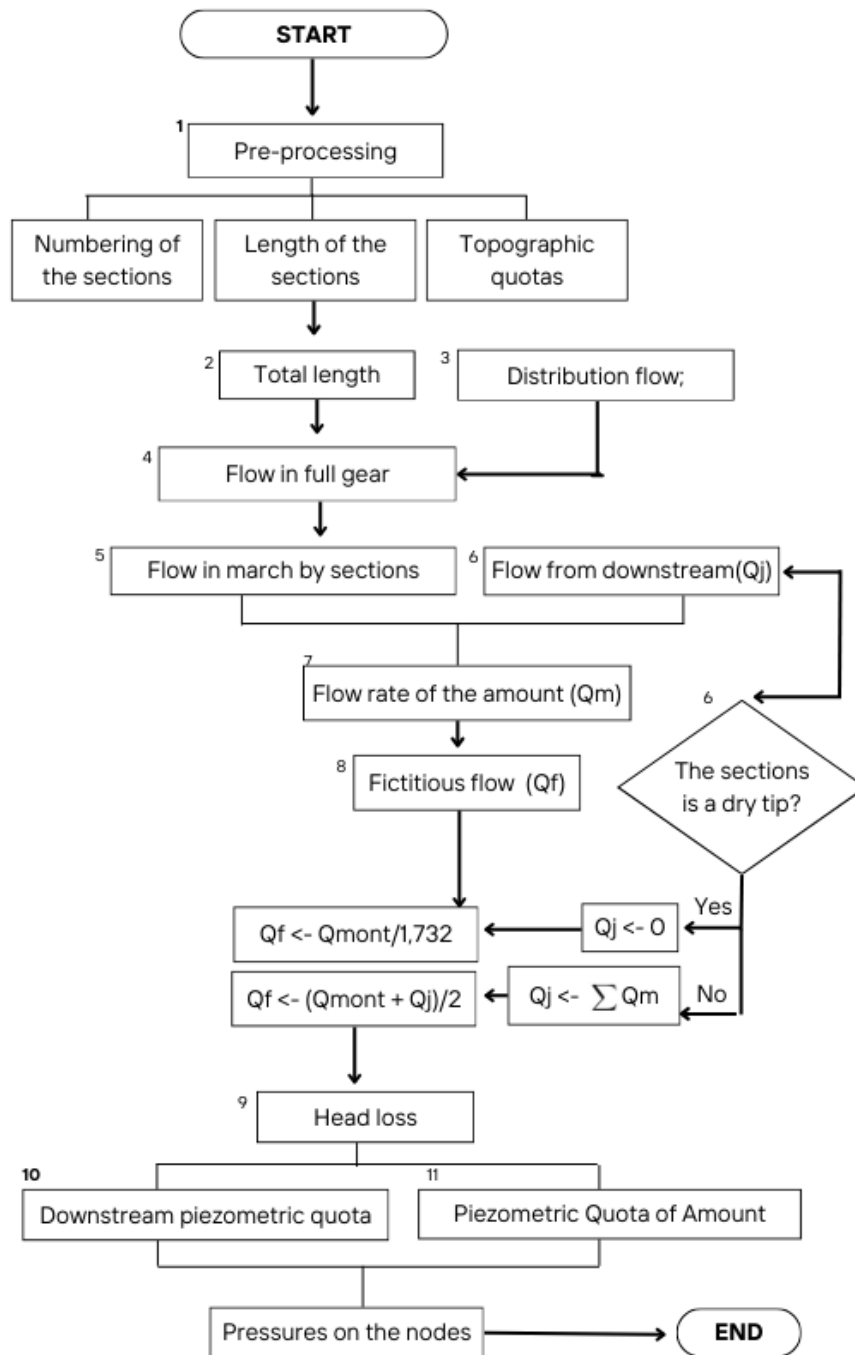 START
1
Pre-processing
Numbering of
the sections
Length of the
sections
Topographic
quotas
2
Total length
3
Distribution flow;
4
Flow in full gear
5
Flow in march by sections
6
Flow from downstream(Qj)
7
Flow rate of the amount (Qm)
6
The sections
is a dry tip?
8
Fictitious flow (Qf)
Yes
Qf <- Qmont/1,732
Qj <- 0
Qf <- (Qmont + Qj)/2
Qj <- ∑ Qm
No
9
Head loss
10
Downstream piezometric quota
11
Piezometric Quota of Amount
Pressures on the nodes
END